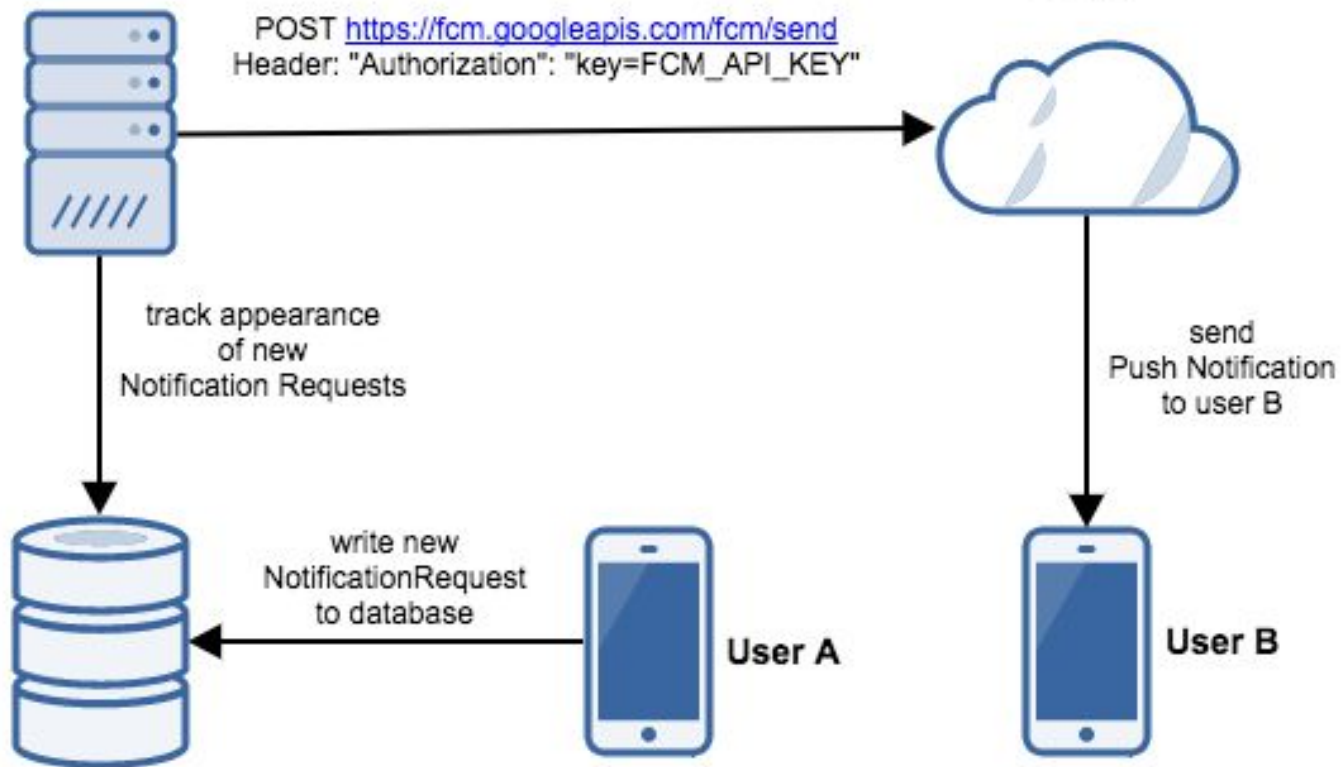 POST https://fcm.googleapis.com/fcm/send
Header: "Authorization": "key=FCM_API_KEY"
track appearance
of new
Notification Requests
send
Push Notification
to user B
write new
NotificationRequest
to database
User A
User B